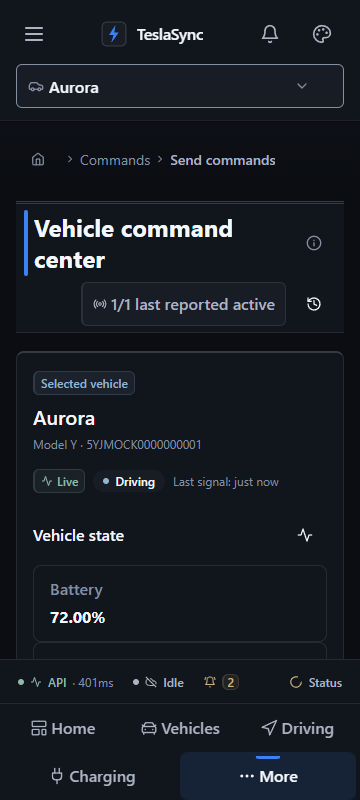 TeslaSync
Aurora
Commands Send commands
Vehicle command
center
1/1 last reported active
Selected vehicle
Aurora
Model Y · 5YJMOCK0000000001
Live Driving Last signal: just now
Vehicle state
Battery
72.00%
API · 401ms Idle 2 Status
Home Vehicles Driving
Charging More